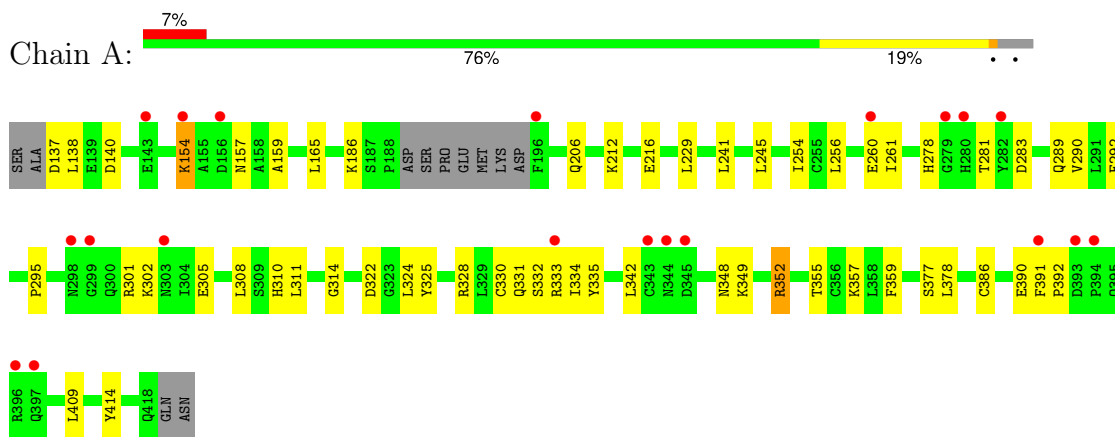 7%
Chain A:
76% 19% • •
SER ALA D137 L138 E139 D140 E143 K154 A155 D156 N157 A158 A159 L165 K186 S187 P188 ASP SER PRO GLU MET LYS ASP F196 Q206 K212 E216 L229 L241 L245 I254 C255 L256 E260 I261 H278 G279 H280 T281 Y282 D283 Q289 V290 L291
P295 N298 G299 Q300 R301 K302 N303 I304 E305 L308 S309 H310 L311 G314 D322 G323 L324 Y325 R328 L329 C330 Q331 S332 R333 I334 Y335 L342 C343 N344 D345 N348 K349 R352 T355 C356 K357 L358 F359 S377 L378 C386 E390 F391 P392 D393 P394
R396 Q397 L409 Y414 Q418 GLN ASN